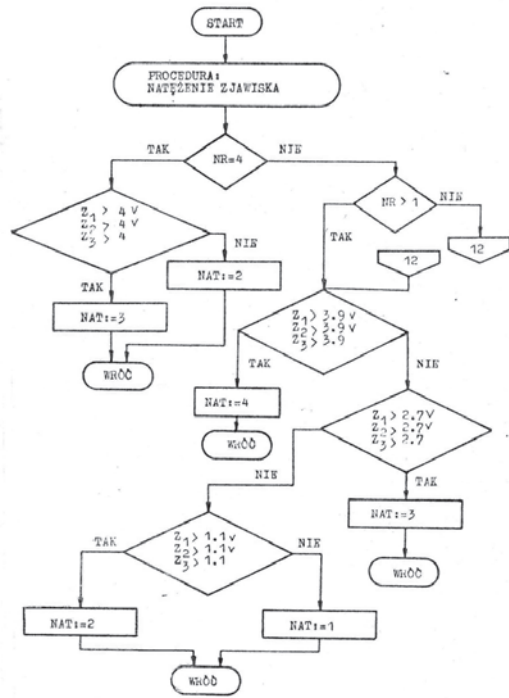 START
PROCEDURA:
NATĘŻENIE ZJAWISKA
TAK
NR=4
NIE
NR > 1
NIE
Z1 > 4 v
Z2 > 4 v
Z3 > 4
NIE
TAK
12
12
NAT:=2
TAK
NAT:=3
Z1 > 3.9 v
Z2 > 3.9 v
Z3 > 3.9
WRÓĆ
TAK
NIE
NAT:=4
Z1 > 2.7 v
Z2 > 2.7 v
Z3 > 2.7
WRÓĆ
NIE
TAK
NAT:=3
TAK
Z1 > 1.1 v
Z2 > 1.1 v
Z3 > 1.1
NIE
WRÓĆ
NAT:=2
NAT:=1
WRÓĆ